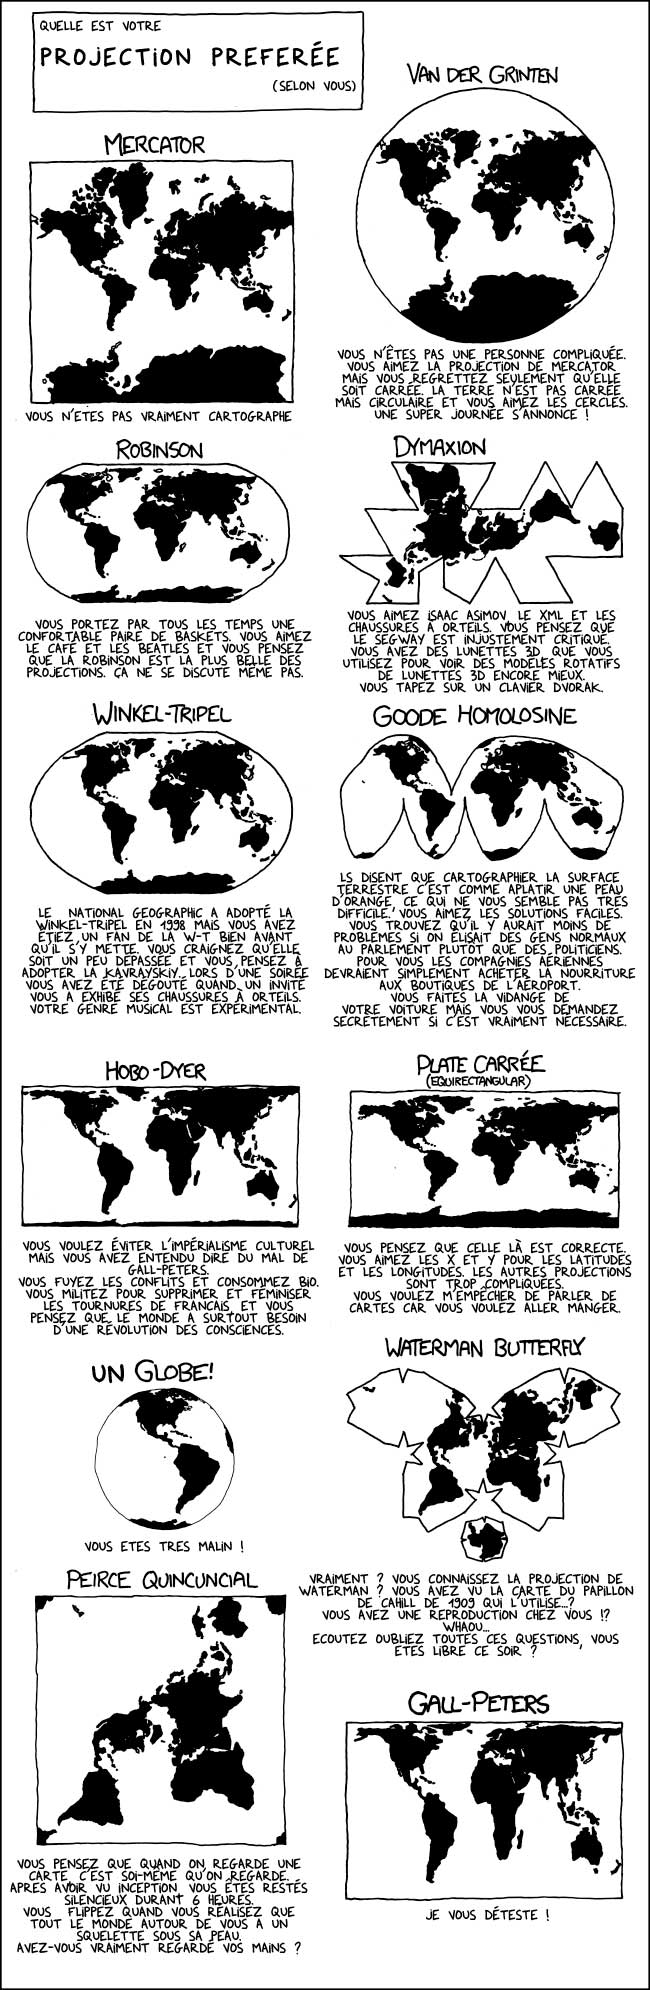 QUELLE EST VOTRE
PROJECTION PREFERÉE
(SELON VOUS)
MERCATOR
VOUS N'ETES PAS VRAIMENT CARTOGRAPHE
VAN DER GRINTEN
VOUS N'ÊTES PAS UNE PERSONNE COMPLIQUÉE.
VOUS AIMEZ LA PROJECTION DE MERCATOR
MAIS VOUS REGRETTEZ SEULEMENT QU'ELLE
SOIT CARRÉE. LA TERRE N'EST PAS CARRÉE
MAIS CIRCULAIRE ET VOUS AIMEZ LES CERCLES.
UNE SUPER JOURNÉE S'ANNONCE !
ROBINSON
VOUS PORTEZ PAR TOUS LES TEMPS UNE
CONFORTABLE PAIRE DE BASKETS. VOUS AIMEZ
LE CAFÉ ET LES BEATLES ET VOUS PENSEZ
QUE LA ROBINSON EST LA PLUS BELLE DES
PROJECTIONS. ÇA NE SE DISCUTE MÊME PAS.
DYMAXION
VOUS AIMEZ ISAAC ASIMOV LE XML ET LES
CHAUSSURES À ORTEILS. VOUS PENSEZ QUE
LE SEGWAY EST INJUSTEMENT CRITIQUÉ.
VOUS AVEZ DES LUNETTES 3D QUE VOUS
UTILISEZ POUR VOIR DES MODÈLES ROTATIFS
DE LUNETTES 3D ENCORE MIEUX.
VOUS TAPEZ SUR UN CLAVIER DVORAK.
WINKEL-TRIPEL
LE NATIONAL GEOGRAPHIC A ADOPTÉ LA
WINKEL-TRIPEL EN 1998 MAIS VOUS AVEZ
ÉTIEZ UN FAN DE LA W-T BIEN AVANT
QU'IL S'Y METTE. VOUS CRAIGNEZ QU'ELLE
SOIT UN PEU DÉPASSÉE ET VOUS PENSEZ À
ADOPTER LA KAVRAYSKIY. LORS D'UNE SOIRÉE
VOUS AVEZ ÉTÉ DÉGOUTÉ QUAND UN INVITÉ
VOUS A EXHIBÉ SES CHAUSSURES À ORTEILS.
VOTRE GENRE MUSICAL EST EXPÉRIMENTAL.
GOODE HOMOLOSINE
LS DISENT QUE CARTOGRAPHIER LA SURFACE
TERRESTRE C'EST COMME APLATIR UNE PEAU
D'ORANGE CE QUI NE VOUS SEMBLE PAS TRÈS
DIFFICILE. VOUS AIMEZ LES SOLUTIONS FACILES.
VOUS TROUVEZ QU'IL Y AURAIT MOINS DE
PROBLÈMES SI ON ÉLISAIT DES GENS NORMAUX
AU PARLEMENT PLUTÔT QUE DES POLITICIENS.
POUR VOUS LES COMPAGNIES AÉRIENNES
DEVRAIENT SIMPLEMENT ACHETER LA NOURRITURE
AUX BOUTIQUES DE L'AÉROPORT.
VOUS FAITES LA VIDANGE DE
VOTRE VOITURE MAIS VOUS VOUS DEMANDEZ
SECRÈTEMENT SI C'EST VRAIMENT NÉCESSAIRE.
HOBO-DYER
VOUS VOULEZ ÉVITER L'IMPÉRIALISME CULTUREL
MAIS VOUS AVEZ ENTENDU DIRE DU MAL DE
GALL-PETERS.
VOUS FUYEZ LES CONFLITS ET CONSOMMEZ BIO.
VOUS MILITEZ POUR SUPPRIMER ET FÉMINISER
LES TOURNURES DE FRANÇAIS ET VOUS
PENSEZ QUE LE MONDE A SURTOUT BESOIN
D'UNE RÉVOLUTION DES CONSCIENCES.
PLATE CARRÉE
(EQUIRECTANGULAR)
VOUS PENSEZ QUE CELLE LÀ EST CORRECTE.
VOUS AIMEZ LES X ET Y POUR LES LATITUDES
ET LES LONGITUDES. LES AUTRES PROJECTIONS
SONT TROP COMPLIQUÉES.
VOUS VOULEZ M'EMPÊCHER DE PARLER DE
CARTES CAR VOUS VOULEZ ALLER MANGER.
UN GLOBE!
VOUS ETES TRES MALIN !
WATERMAN BUTTERFLY
VRAIMENT ? VOUS CONNAISSEZ LA PROJECTION DE
WATERMAN ? VOUS AVEZ VU LA CARTE DU PAPILLON
DE CAHILL DE 1909 QUI L'UTILISE...?
VOUS AVEZ UNE REPRODUCTION CHEZ VOUS !?
WHAOU...
ECOUTEZ OUBLIEZ TOUTES CES QUESTIONS, VOUS
ETES LIBRE CE SOIR ?
PEIRCE QUINCUNCIAL
VOUS PENSEZ QUE QUAND ON REGARDE UNE
CARTE C'EST SOI-MÊME QU'ON REGARDE.
APRÈS AVOIR VU INCEPTION VOUS ÊTES RESTÉS
SILENCIEUX DURANT 6 HEURES.
VOUS FLIPPEZ QUAND VOUS RÉALISEZ QUE
TOUT LE MONDE AUTOUR DE VOUS A UN
SQUELETTE SOUS SA PEAU.
AVEZ-VOUS VRAIMENT REGARDÉ VOS MAINS ?
GALL-PETERS
JE VOUS DÉTESTE !